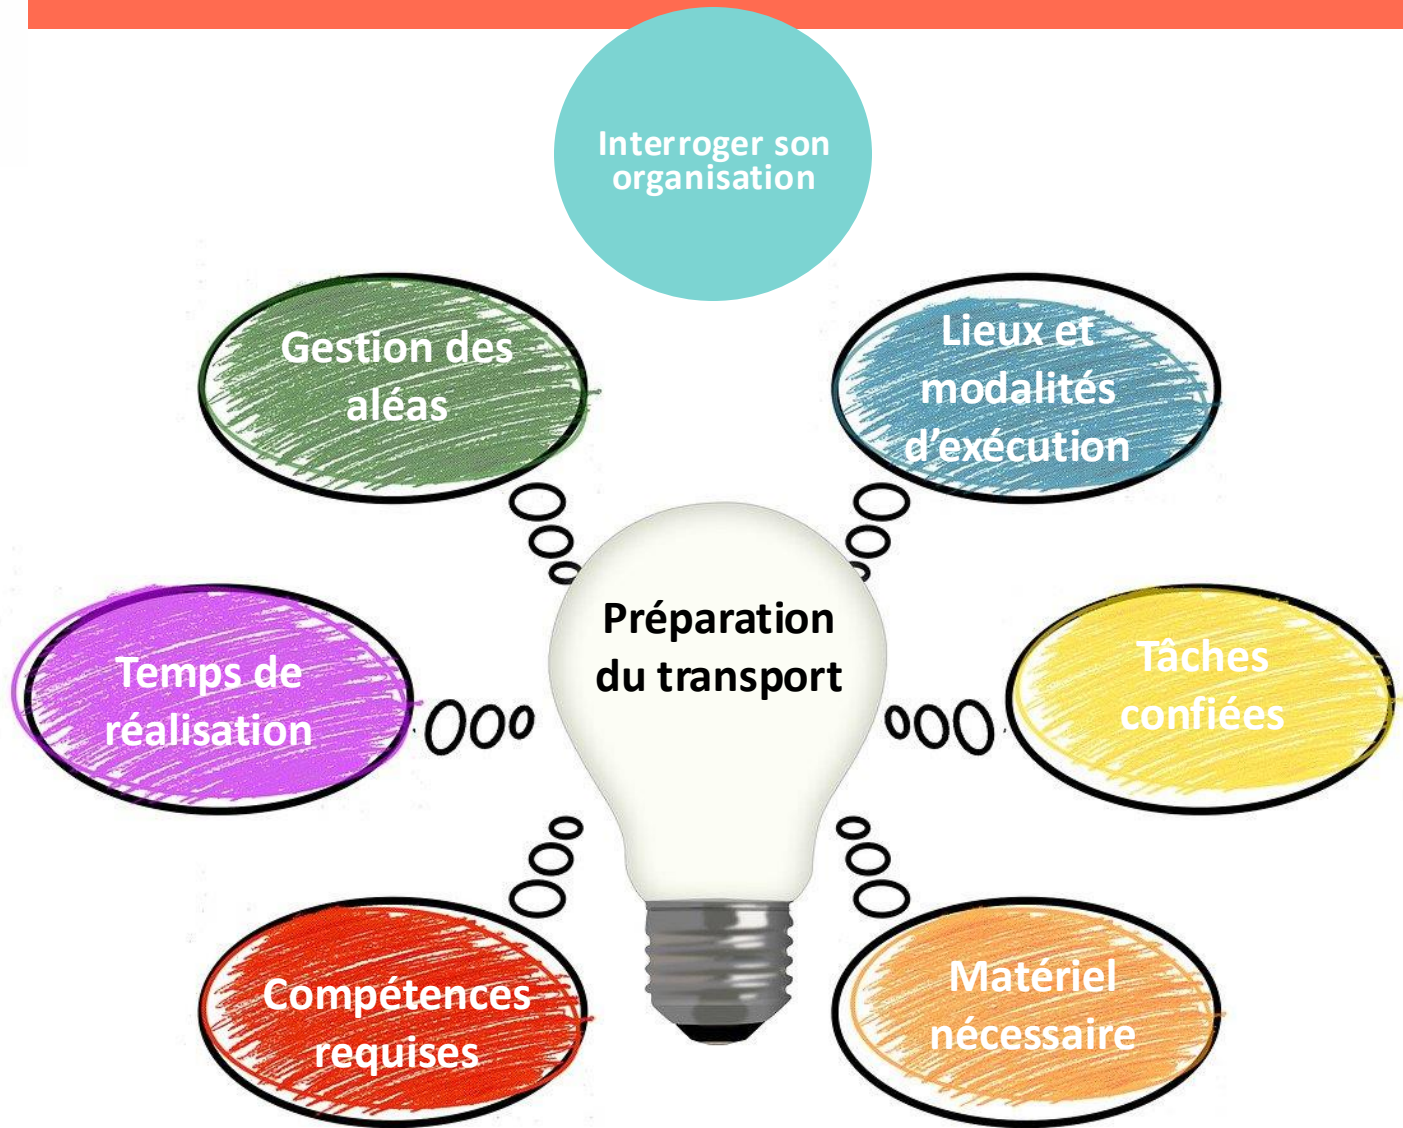 Interroger son
organisation
Gestion des
aléas
Lieux et
modalités
d’exécution
Préparation
du transport
Temps de
réalisation
Tâches
confiées
Compétences
requises
Matériel
nécessaire